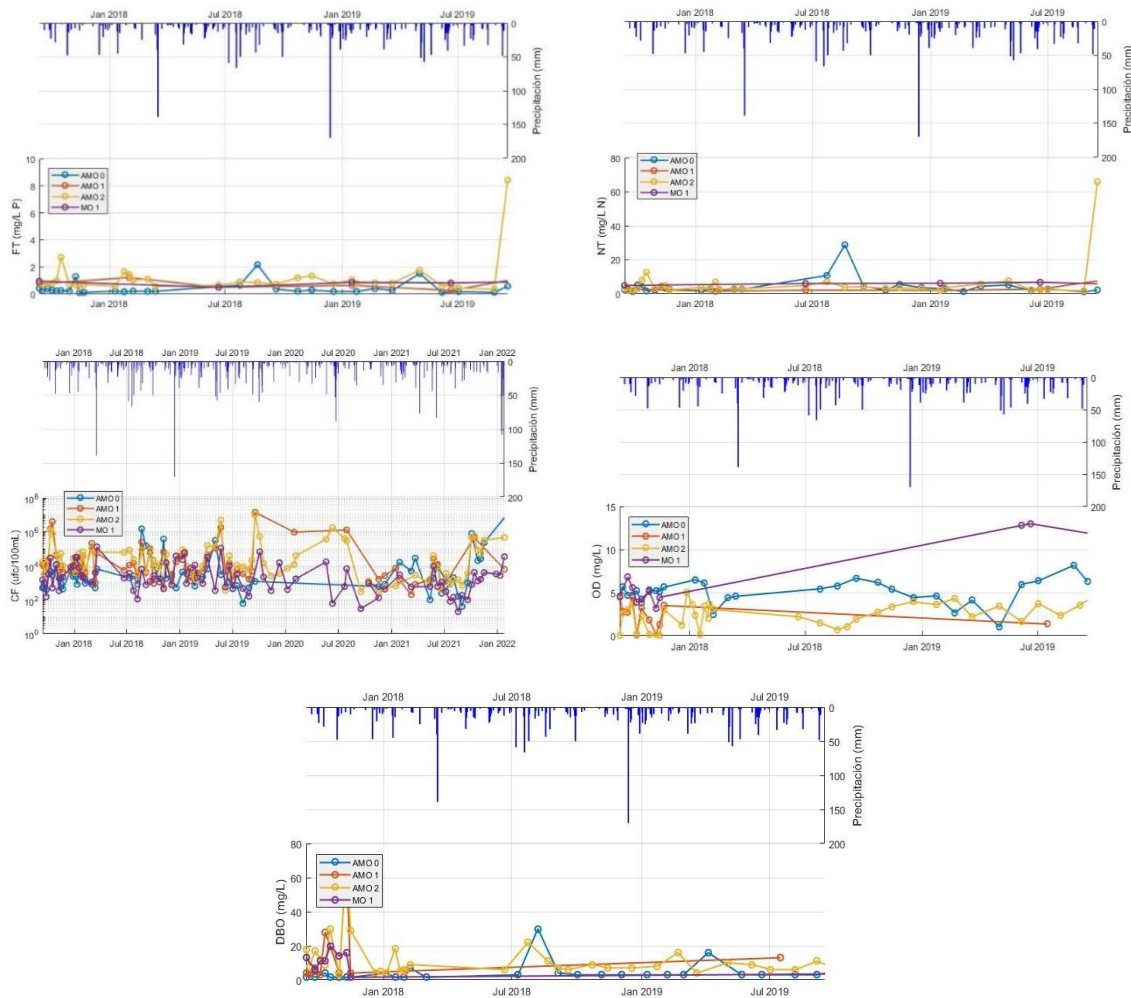 Jan 2018 Jul 2018 Jan 2019 Jul 2019
0
50
100
150
200
Precipitación (mm)
10
8
6
4
2
0
FT (mg/L P)
AMO 0
AMO 1
AMO 2
MO 1
Jan 2018 Jul 2018 Jan 2019 Jul 2019
Jan 2018 Jul 2018 Jan 2019 Jul 2019
0
50
100
150
200
Precipitación (mm)
80
60
40
20
0
NT (mg/L N)
AMO 0
AMO 1
AMO 2
MO 1
Jan 2018 Jul 2018 Jan 2019 Jul 2019
Jan 2018 Jul 2018 Jan 2019 Jul 2019 Jan 2020 Jul 2020 Jan 2021 Jul 2021 Jan 2022
0
50
100
150
200
Precipitación (mm)
10⁸
10⁶
10⁴
10²
10⁰
CF (ufc/100mL)
AMO 0
AMO 1
AMO 2
MO 1
Jan 2018 Jul 2018 Jan 2019 Jul 2019 Jan 2020 Jul 2020 Jan 2021 Jul 2021 Jan 2022
Jan 2018 Jul 2018 Jan 2019 Jul 2019
0
50
100
150
200
Precipitación (mm)
15
10
5
0
OD (mg/L)
AMO 0
AMO 1
AMO 2
MO 1
Jan 2018 Jul 2018 Jan 2019 Jul 2019
Jan 2018 Jul 2018 Jan 2019 Jul 2019
0
50
100
150
200
Precipitación (mm)
80
60
40
20
0
DBO (mg/L)
AMO 0
AMO 1
AMO 2
MO 1
Jan 2018 Jul 2018 Jan 2019 Jul 2019